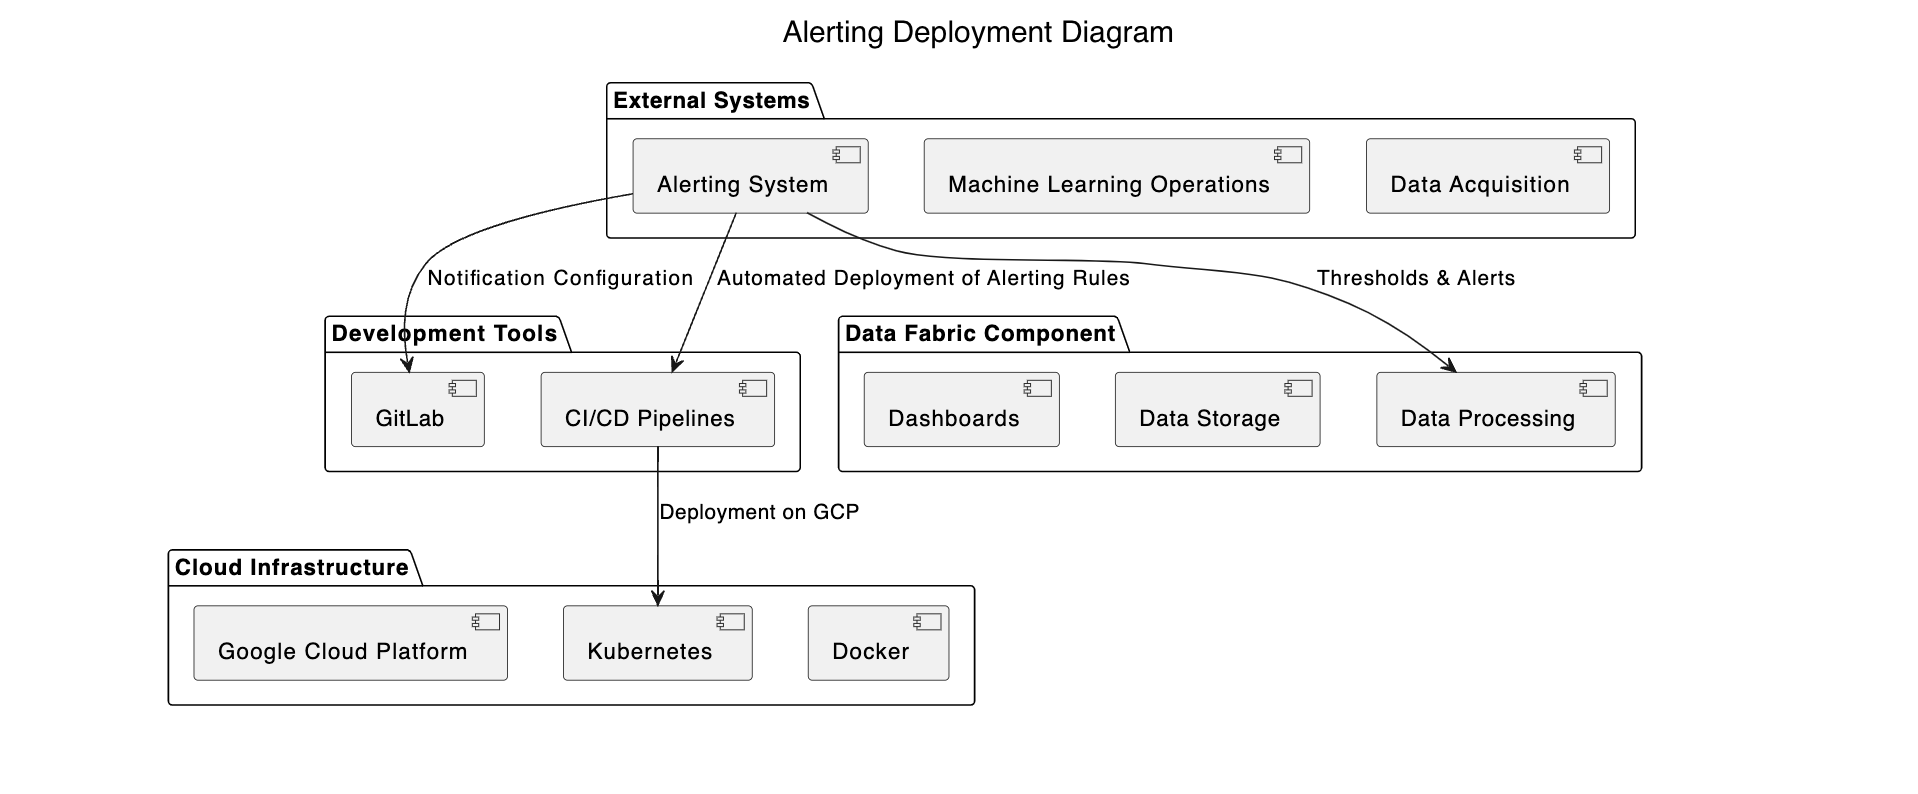 Alerting Deployment Diagram
External Systems
Alerting System
Machine Learning Operations
Data Acquisition
Notification Configuration
Automated Deployment of Alerting Rules
Thresholds & Alerts
Development Tools
GitLab
CI/CD Pipelines
Data Fabric Component
Dashboards
Data Storage
Data Processing
Deployment on GCP
Cloud Infrastructure
Google Cloud Platform
Kubernetes
Docker